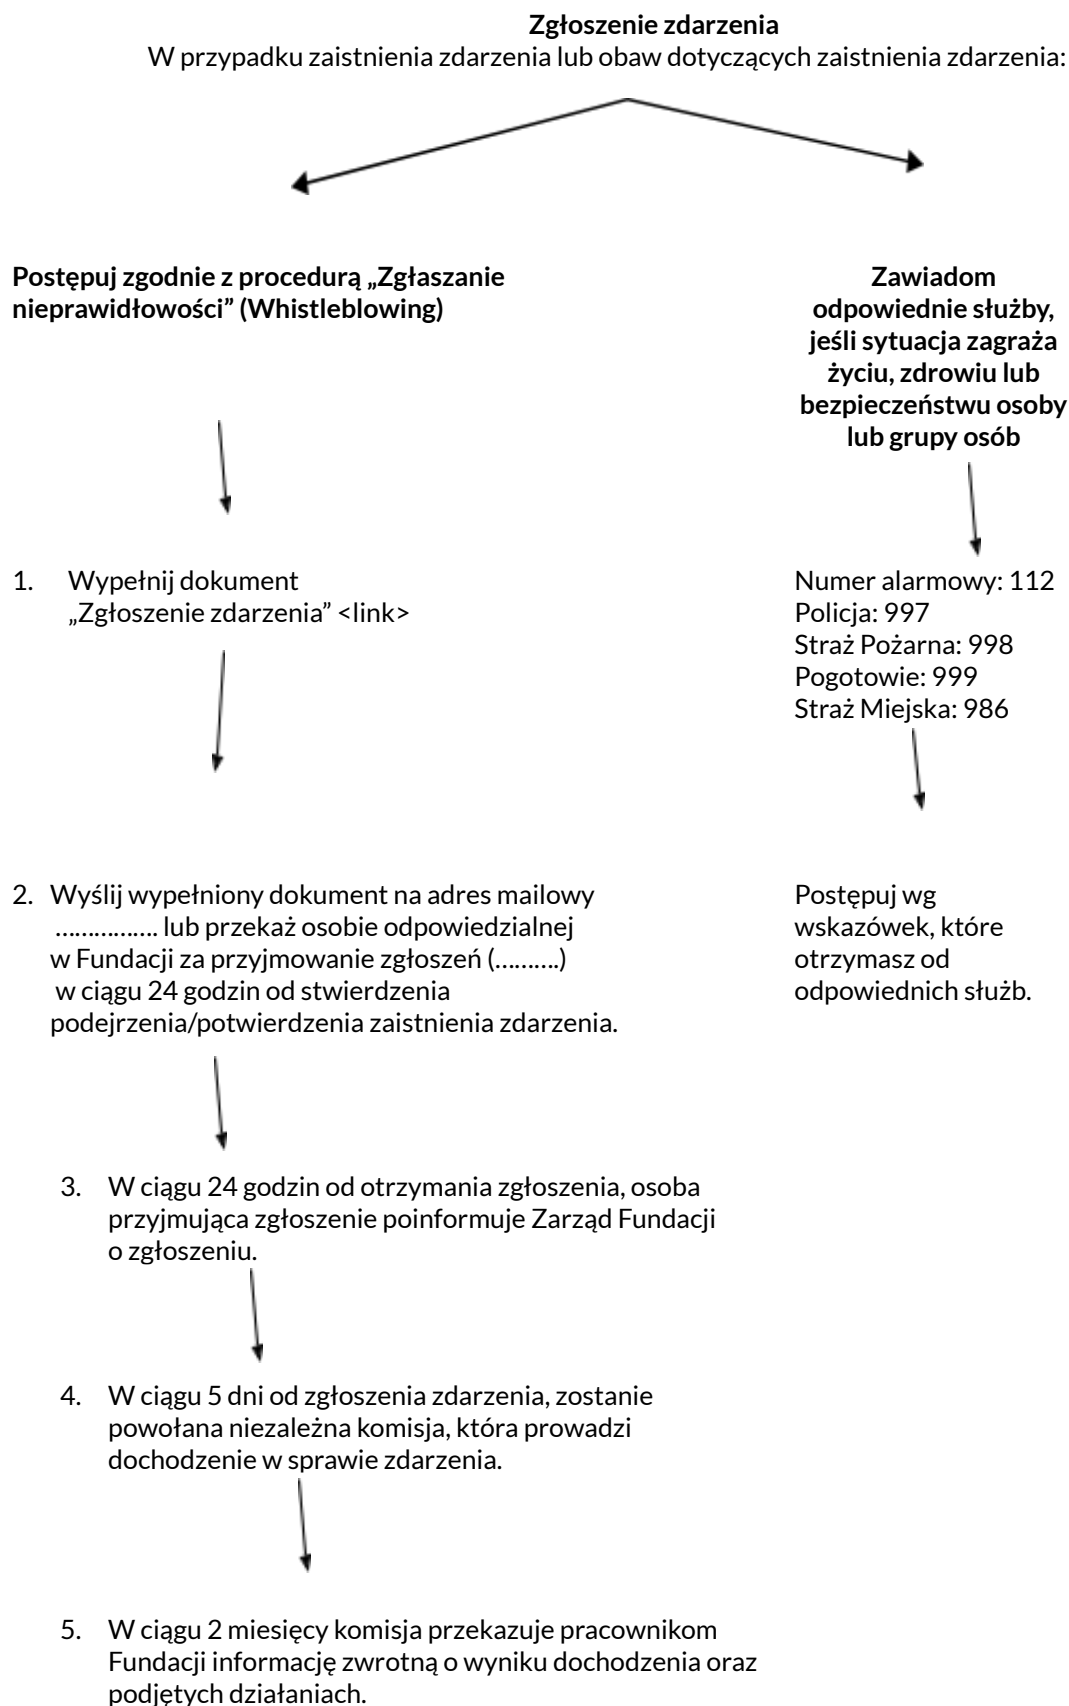 Zgłoszenie zdarzenia
W przypadku zaistnienia zdarzenia lub obaw dotyczących zaistnienia zdarzenia:
Postępuj zgodnie z procedurą „Zgłaszanie
nieprawidłowości” (Whistleblowing)
1. Wypełnij dokument
„Zgłoszenie zdarzenia” <link>
2. Wyślij wypełniony dokument na adres mailowy
................ lub przekaż osobie odpowiedzialnej
w Fundacji za przyjmowanie zgłoszeń (..........)
w ciągu 24 godzin od stwierdzenia
podejrzenia/potwierdzenia zaistnienia zdarzenia.
3. W ciągu 24 godzin od otrzymania zgłoszenia, osoba
przyjmująca zgłoszenie poinformuje Zarząd Fundacji
o zgłoszeniu.
4. W ciągu 5 dni od zgłoszenia zdarzenia, zostanie
powołana niezależna komisja, która prowadzi
dochodzenie w sprawie zdarzenia.
5. W ciągu 2 miesięcy komisja przekazuje pracownikom
Fundacji informację zwrotną o wyniku dochodzenia oraz
podjętych działaniach.
Zawiadom
odpowiednie służby,
jeśli sytuacja zagraża
życiu, zdrowiu lub
bezpieczeństwu osoby
lub grupy osób
Numer alarmowy: 112
Policja: 997
Straż Pożarna: 998
Pogotowie: 999
Straż Miejska: 986
Postępuj wg
wskazówek, które
otrzymasz od
odpowiednich służb.